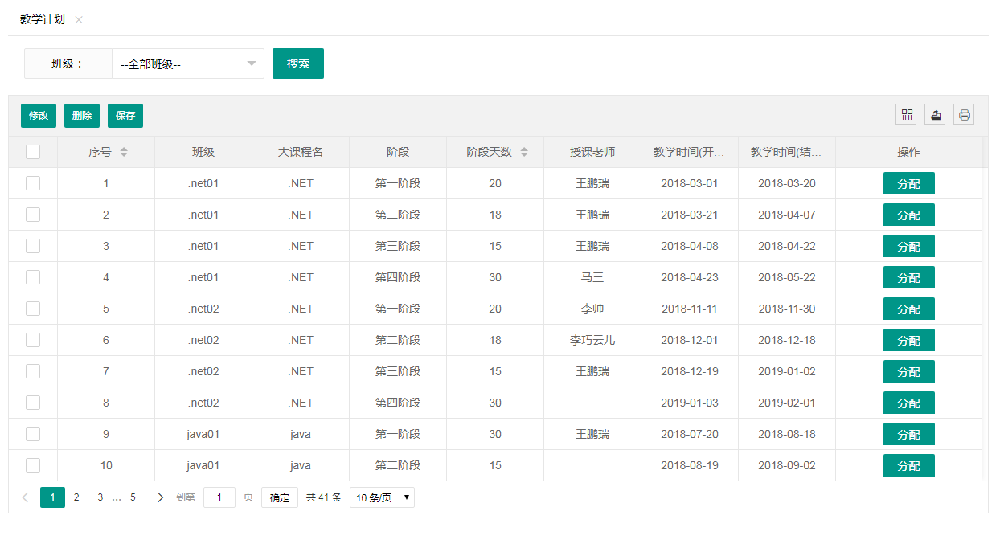 教学计划
班级： --全部班级-- 搜索
修改 删除 保存
序号 班级 大课程名 阶段 阶段天数 授课老师 教学时间(开... 教学时间(结... 操作
1 .net01 .NET 第一阶段 20 王鹏瑞 2018-03-01 2018-03-20 分配
2 .net01 .NET 第二阶段 18 王鹏瑞 2018-03-21 2018-04-07 分配
3 .net01 .NET 第三阶段 15 王鹏瑞 2018-04-08 2018-04-22 分配
4 .net01 .NET 第四阶段 30 马三 2018-04-23 2018-05-22 分配
5 .net02 .NET 第一阶段 20 李帅 2018-11-11 2018-11-30 分配
6 .net02 .NET 第二阶段 18 李巧云儿 2018-12-01 2018-12-18 分配
7 .net02 .NET 第三阶段 15 王鹏瑞 2018-12-19 2019-01-02 分配
8 .net02 .NET 第四阶段 30 2019-01-03 2019-02-01 分配
9 java01 java 第一阶段 30 王鹏瑞 2018-07-20 2018-08-18 分配
10 java01 java 第二阶段 15 2018-08-19 2018-09-02 分配
1 2 3 ... 5 到第 1 页 确定 共 41 条 10 条/页